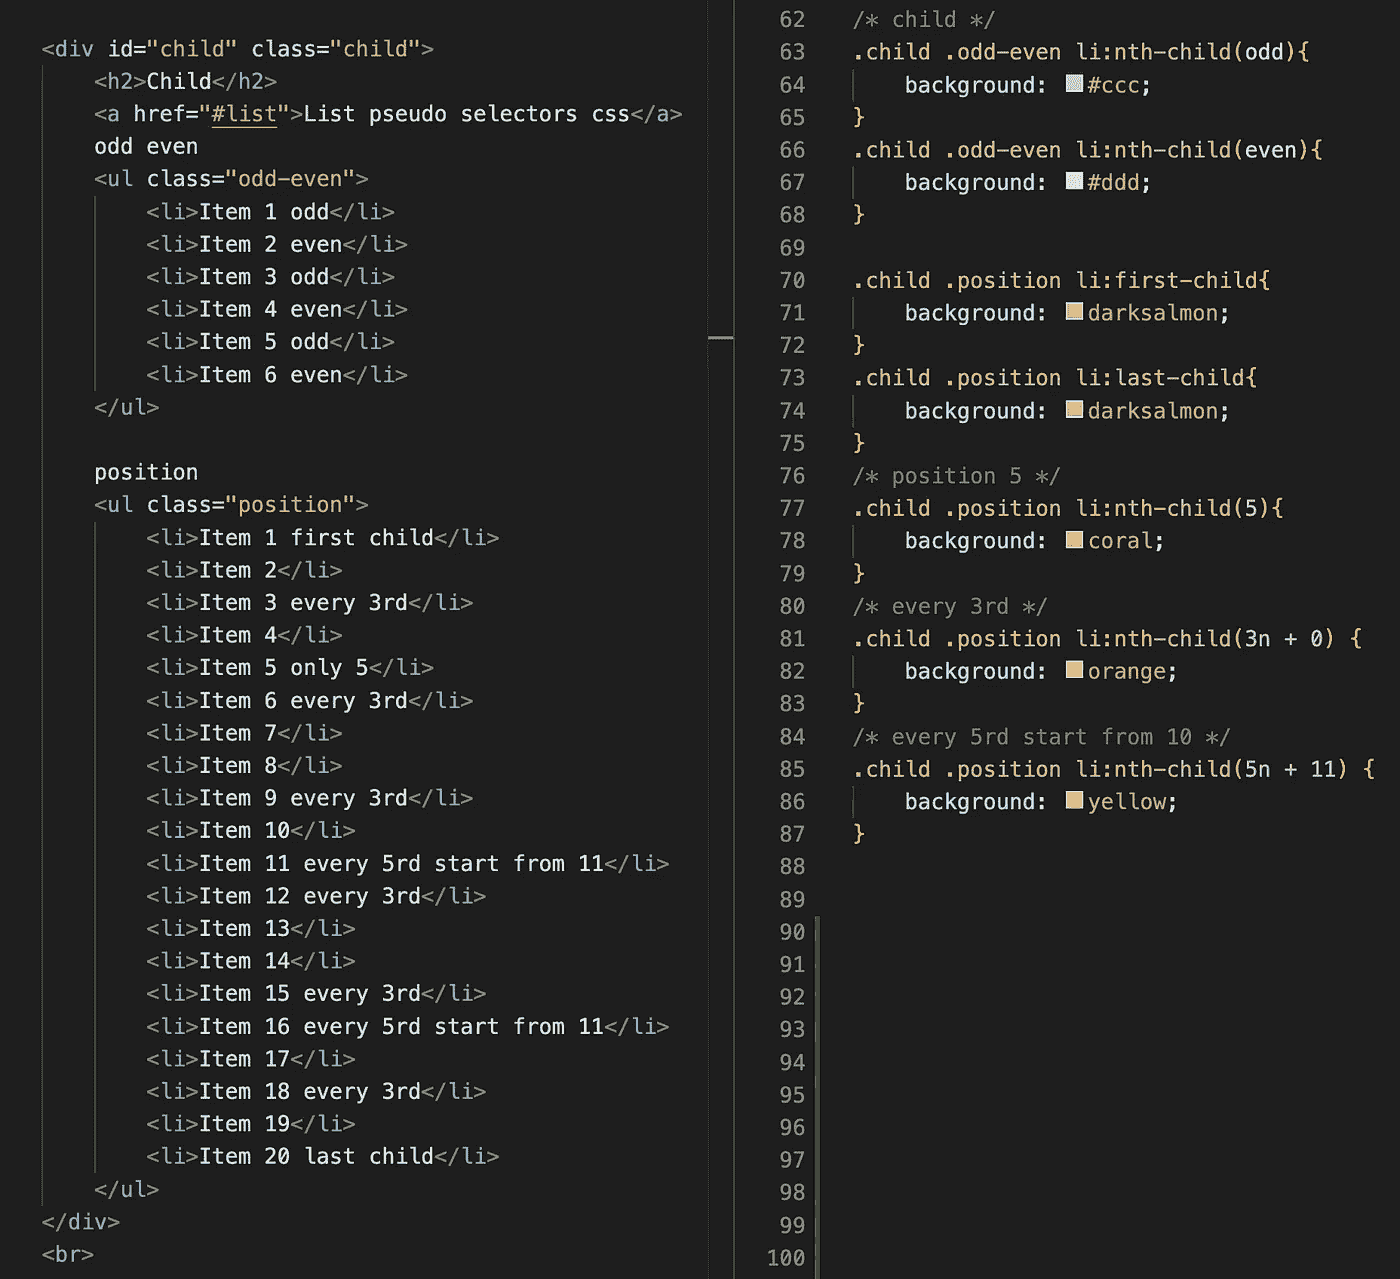 <div id="child" class="child">
<h2>Child</h2>
<a href="#list">List pseudo selectors css</a>
odd even
<ul class="odd-even">
<li>Item 1 odd</li>
<li>Item 2 even</li>
<li>Item 3 odd</li>
<li>Item 4 even</li>
<li>Item 5 odd</li>
<li>Item 6 even</li>
</ul>
position
<ul class="position">
<li>Item 1 first child</li>
<li>Item 2</li>
<li>Item 3 every 3rd</li>
<li>Item 4</li>
<li>Item 5 only 5</li>
<li>Item 6 every 3rd</li>
<li>Item 7</li>
<li>Item 8</li>
<li>Item 9 every 3rd</li>
<li>Item 10</li>
<li>Item 11 every 5rd start from 11</li>
<li>Item 12 every 3rd</li>
<li>Item 13</li>
<li>Item 14</li>
<li>Item 15 every 3rd</li>
<li>Item 16 every 5rd start from 11</li>
<li>Item 17</li>
<li>Item 18 every 3rd</li>
<li>Item 19</li>
<li>Item 20 last child</li>
</ul>
</div>
<br>
62 /* child */
63 .child .odd-even li:nth-child(odd){
64 background: #ccc;
65 }
66 .child .odd-even li:nth-child(even){
67 background: #ddd;
68 }
69
70 .child .position li:first-child{
71 background: darksalmon;
72 }
73 .child .position li:last-child{
74 background: darksalmon;
75 }
76 /* position 5 */
77 .child .position li:nth-child(5){
78 background: coral;
79 }
80 /* every 3rd */
81 .child .position li:nth-child(3n + 0) {
82 background: orange;
83 }
84 /* every 5rd start from 10 */
85 .child .position li:nth-child(5n + 11) {
86 background: yellow;
87 }
88
89
90
91
92
93
94
95
96
97
98
99
100